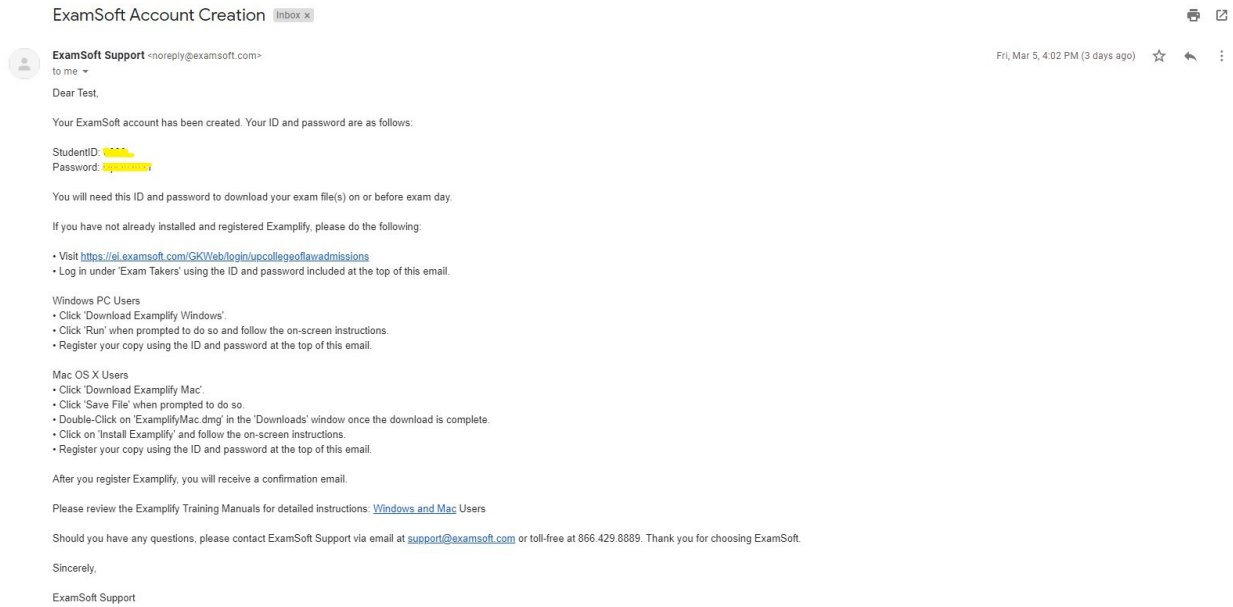 ExamSoft Account Creation Inbox x
ExamSoft Support <noreply@examsoft.com> Fri, Mar 5, 4:02 PM (3 days ago)
to me
Dear Test,
Your ExamSoft account has been created. Your ID and password are as follows:
StudentID:
Password:
You will need this ID and password to download your exam file(s) on or before exam day.
If you have not already installed and registered Examplify, please do the following:
• Visit https://ei.examsoft.com/GKWeb/login/upcollegeoflawadmissions
• Log in under 'Exam Takers' using the ID and password included at the top of this email.
Windows PC Users
• Click 'Download Examplify Windows'.
• Click 'Run' when prompted to do so and follow the on-screen instructions.
• Register your copy using the ID and password at the top of this email.
Mac OS X Users
• Click 'Download Examplify Mac'.
• Click 'Save File' when prompted to do so.
• Double-Click on 'ExamplifyMac.dmg' in the 'Downloads' window once the download is complete.
• Click on 'Install Examplify' and follow the on-screen instructions.
• Register your copy using the ID and password at the top of this email.
After you register Examplify, you will receive a confirmation email.
Please review the Examplify Training Manuals for detailed instructions: Windows and Mac Users
Should you have any questions, please contact ExamSoft Support via email at support@examsoft.com or toll-free at 866.429.8889. Thank you for choosing ExamSoft.
Sincerely,
ExamSoft Support